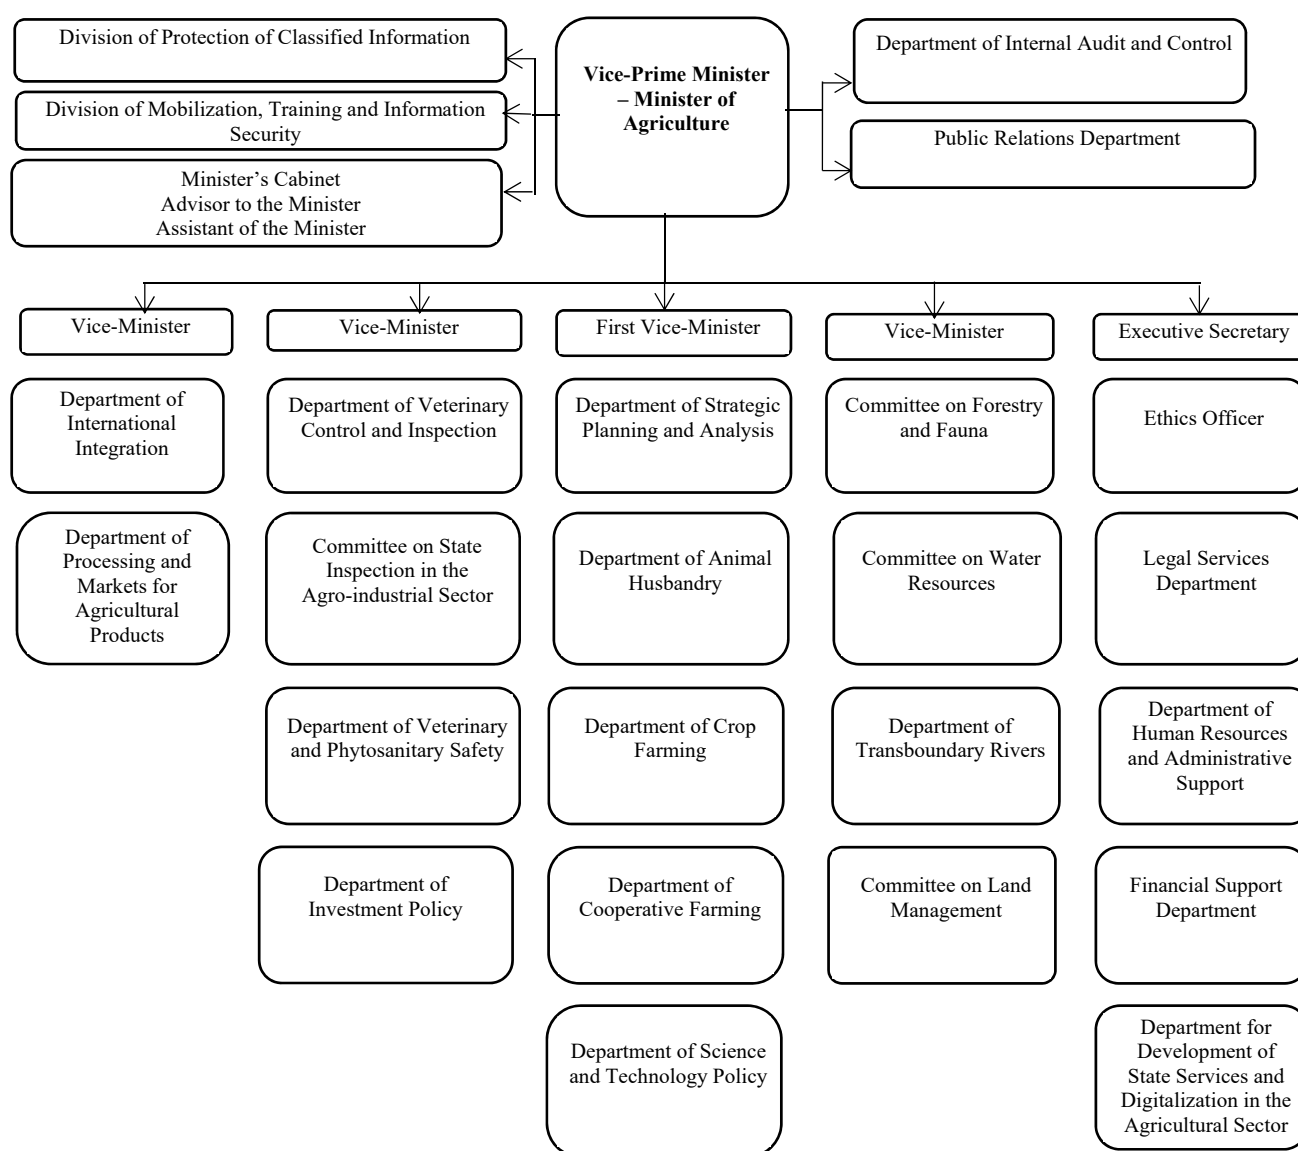 Division of Protection of Classified Information
Division of Mobilization, Training and Information
Security
Minister’s Cabinet
Advisor to the Minister
Assistant of the Minister
Vice-Prime Minister
– Minister of
Agriculture
Department of Internal Audit and Control
Public Relations Department
Vice-Minister
Vice-Minister
First Vice-Minister
Vice-Minister
Executive Secretary
Department of
International
Integration
Department of Veterinary
Control and Inspection
Department of Strategic
Planning and Analysis
Committee on Forestry
and Fauna
Ethics Officer
Department of
Processing and
Markets for
Agricultural
Products
Committee on State
Inspection in the
Agro-industrial Sector
Department of Animal
Husbandry
Committee on Water
Resources
Legal Services
Department
Department of Veterinary
and Phytosanitary Safety
Department of Crop
Farming
Department of
Transboundary Rivers
Department of
Human Resources
and Administrative
Support
Department of
Investment Policy
Department of
Cooperative Farming
Committee on Land
Management
Financial Support
Department
Department of Science
and Technology Policy
Department for
Development of
State Services and
Digitalization in the
Agricultural Sector